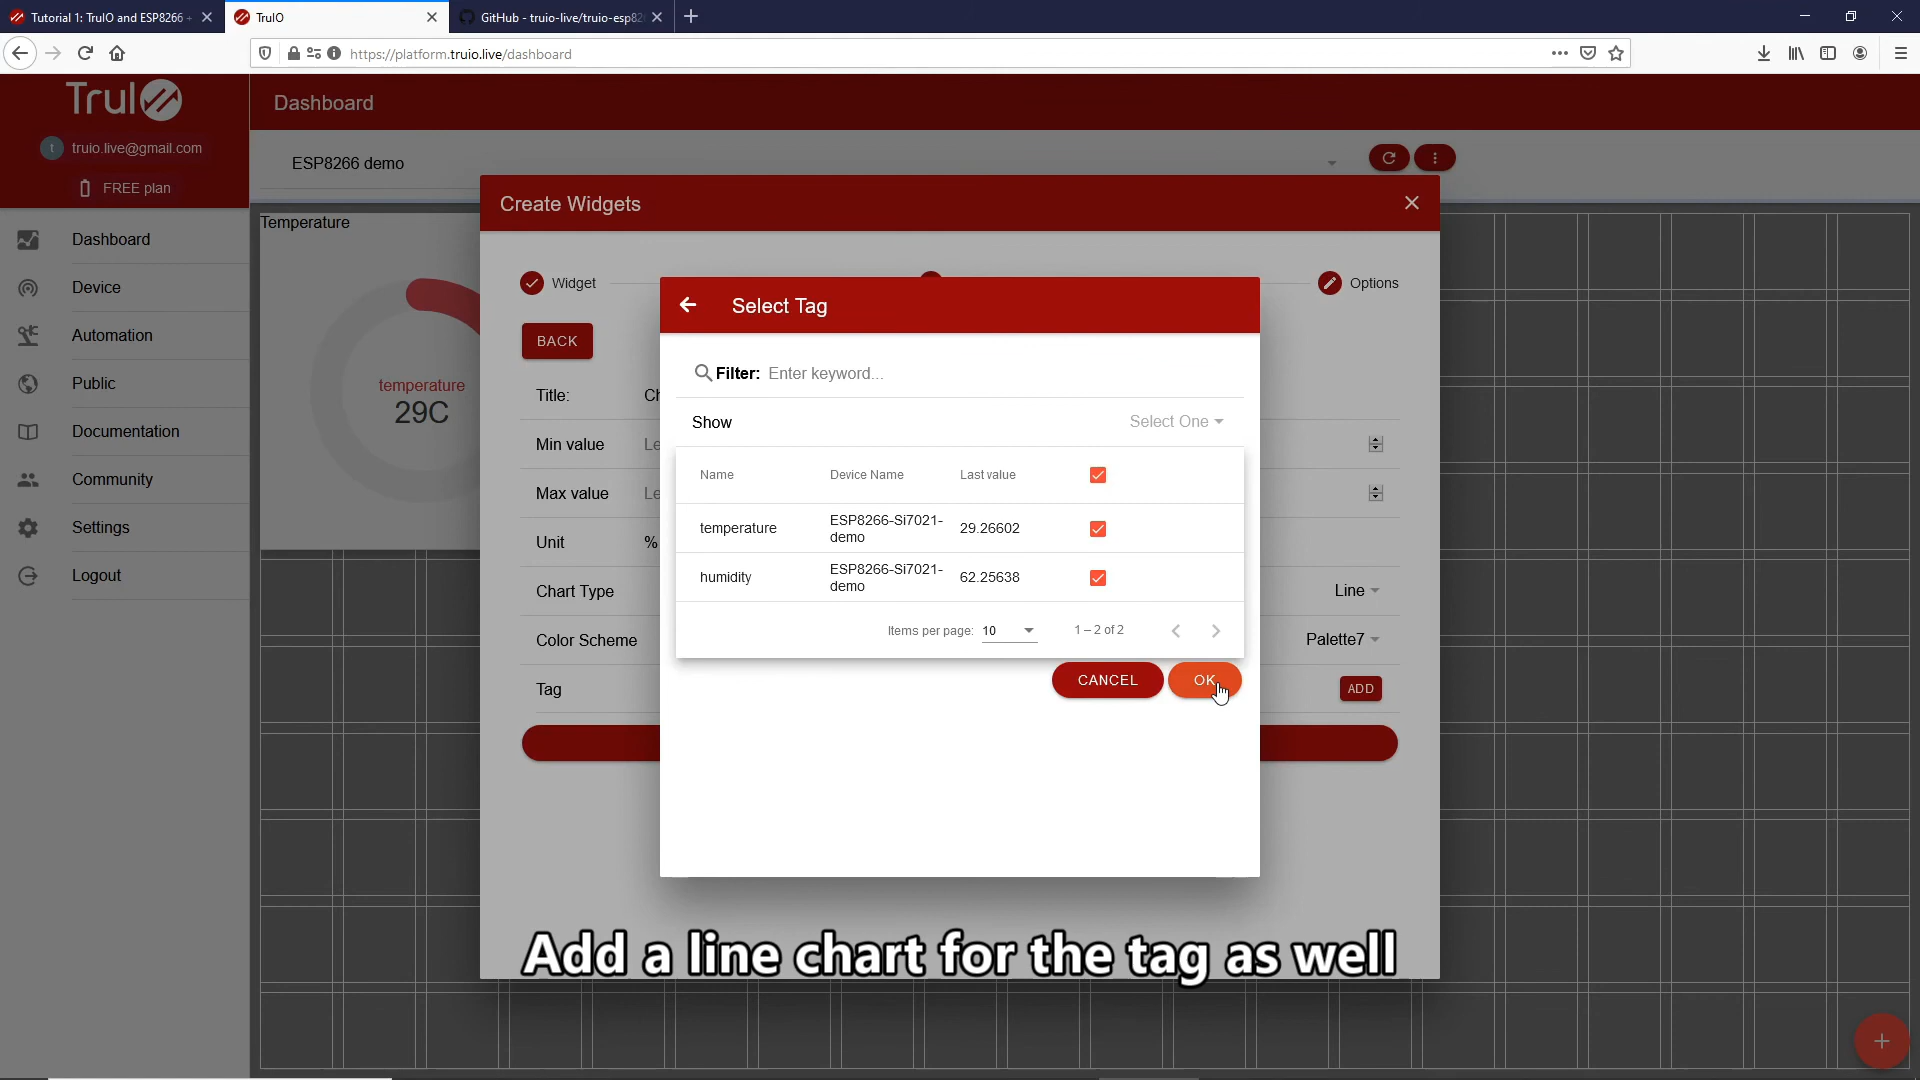 Tutorial 1: TruIO and ESP8266 -
TruIO
GitHub - truio-live/truio-esp82
https://platform.truio.live/dashboard
TruIO
Dashboard
t
truio.live@gmail.com
FREE plan
ESP8266 demo
Dashboard
Device
Automation
Public
Documentation
Community
Settings
Logout
Temperature
temperature
29C
Create Widgets
Widget
Options
BACK
Title:
Ch
Min value
Le
Max value
Le
Unit
%
Chart Type
Line
Color Scheme
Palette7
Tag
ADD
Select Tag
Filter: Enter keyword...
Show
Select One
Name Device Name Last value
temperature ESP8266-Si7021-demo 29.26602
humidity ESP8266-Si7021-demo 62.25638
Items per page: 10 1 – 2 of 2
CANCEL
OK
Add a line chart for the tag as well